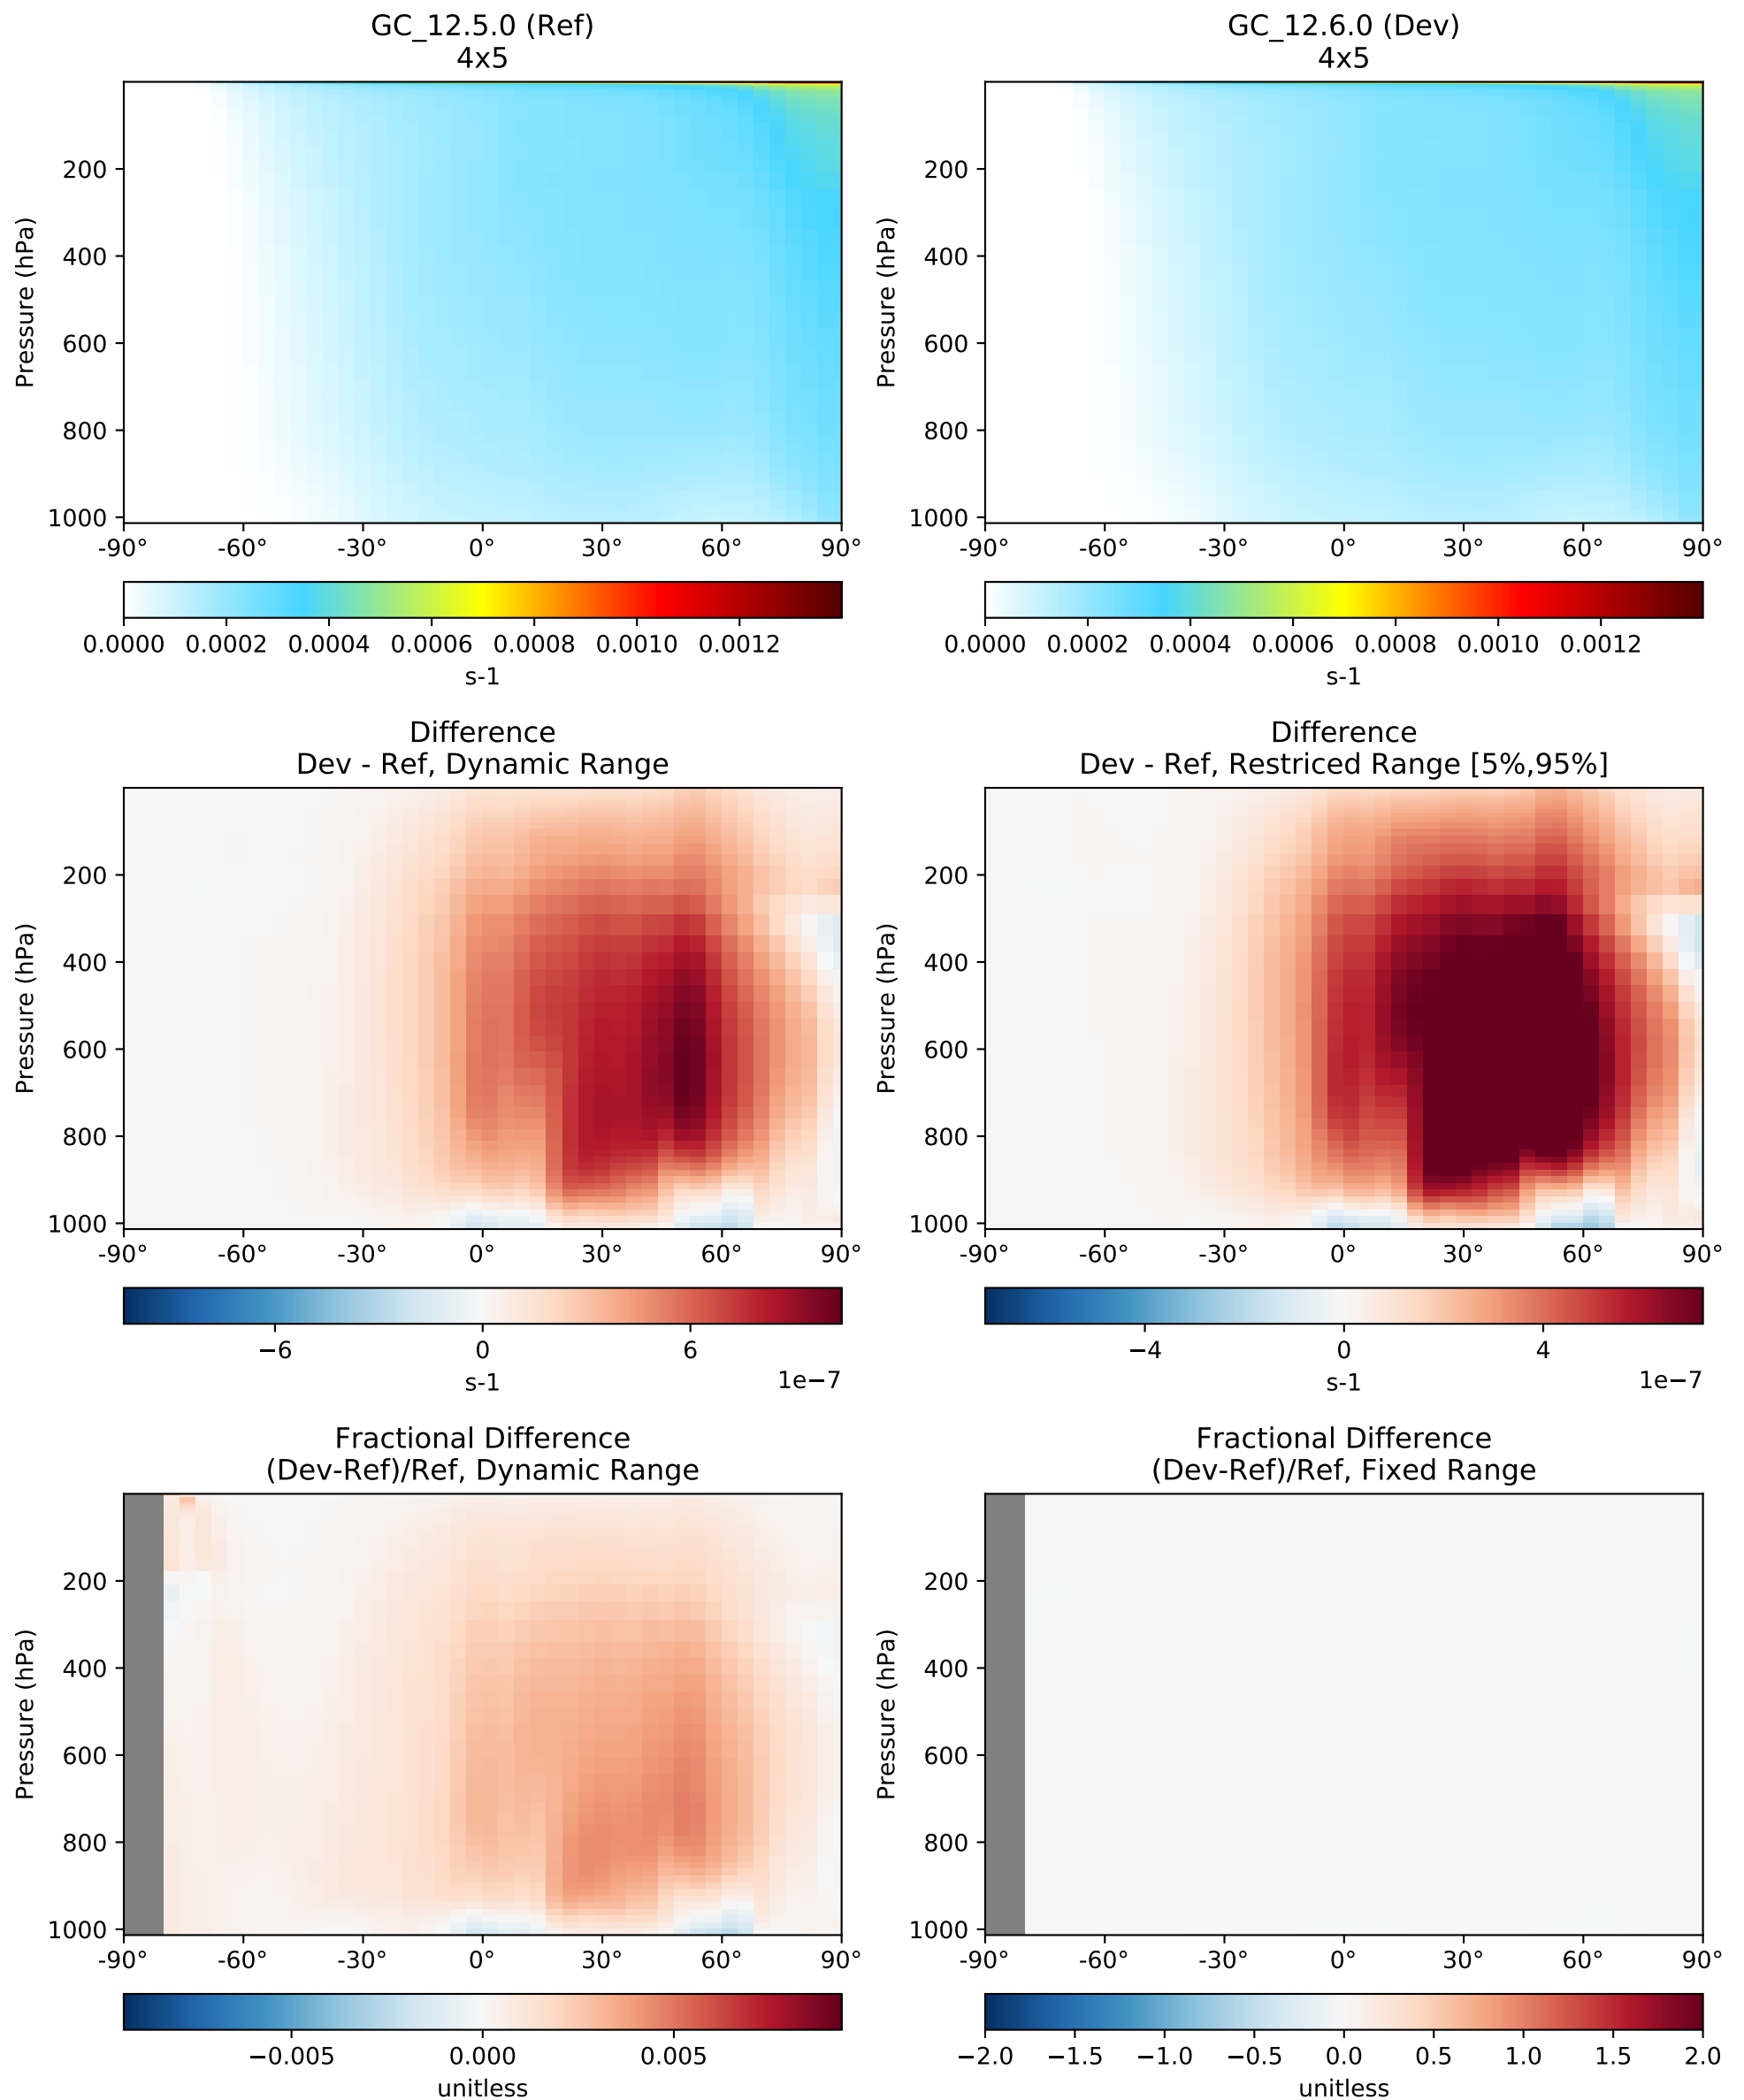 GC_12.5.0 (Ref)
4x5
GC_12.6.0 (Dev)
4x5
Pressure (hPa)
200
400
600
800
1000
-90° -60° -30° 0° 30° 60° 90°
0.0000 0.0002 0.0004 0.0006 0.0008 0.0010 0.0012
s-1
Pressure (hPa)
200
400
600
800
1000
-90° -60° -30° 0° 30° 60° 90°
0.0000 0.0002 0.0004 0.0006 0.0008 0.0010 0.0012
s-1
Difference
Dev - Ref, Dynamic Range
Pressure (hPa)
200
400
600
800
1000
-90° -60° -30° 0° 30° 60° 90°
−6 0 6
s-1
1e−7
Difference
Dev - Ref, Restriced Range [5%,95%]
Pressure (hPa)
200
400
600
800
1000
-90° -60° -30° 0° 30° 60° 90°
−4 0 4
s-1
1e−7
Fractional Difference
(Dev-Ref)/Ref, Dynamic Range
Pressure (hPa)
200
400
600
800
1000
-90° -60° -30° 0° 30° 60° 90°
−0.005 0.000 0.005
unitless
Fractional Difference
(Dev-Ref)/Ref, Fixed Range
Pressure (hPa)
200
400
600
800
1000
-90° -60° -30° 0° 30° 60° 90°
−2.0 −1.5 −1.0 −0.5 0.0 0.5 1.0 1.5 2.0
unitless